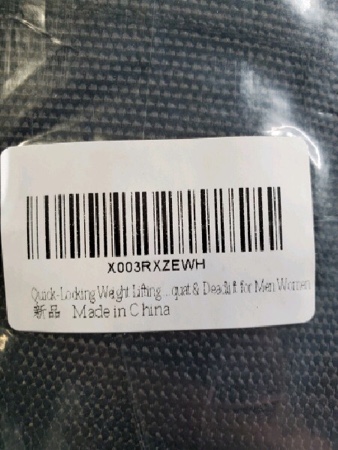 X003RXZEWH
Quick-Locking Weight Lifting ... quat & Deadlift for Men Women
新品 Made in China